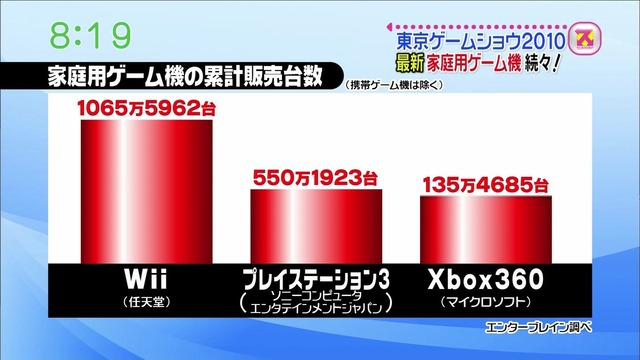 8:19
東京ゲームショウ2010
ス
最新 家庭用ゲーム機 続々!
家庭用ゲーム機の累計販売台数
(携帯ゲーム機は除く)
1065万5962台
550万1923台
135万4685台
Wii
(任天堂)
プレイステーション3
(ソニーコンピュータ
エンタテインメントジャパン)
Xbox360
(マイクロソフト)
エンターブレイン調べ